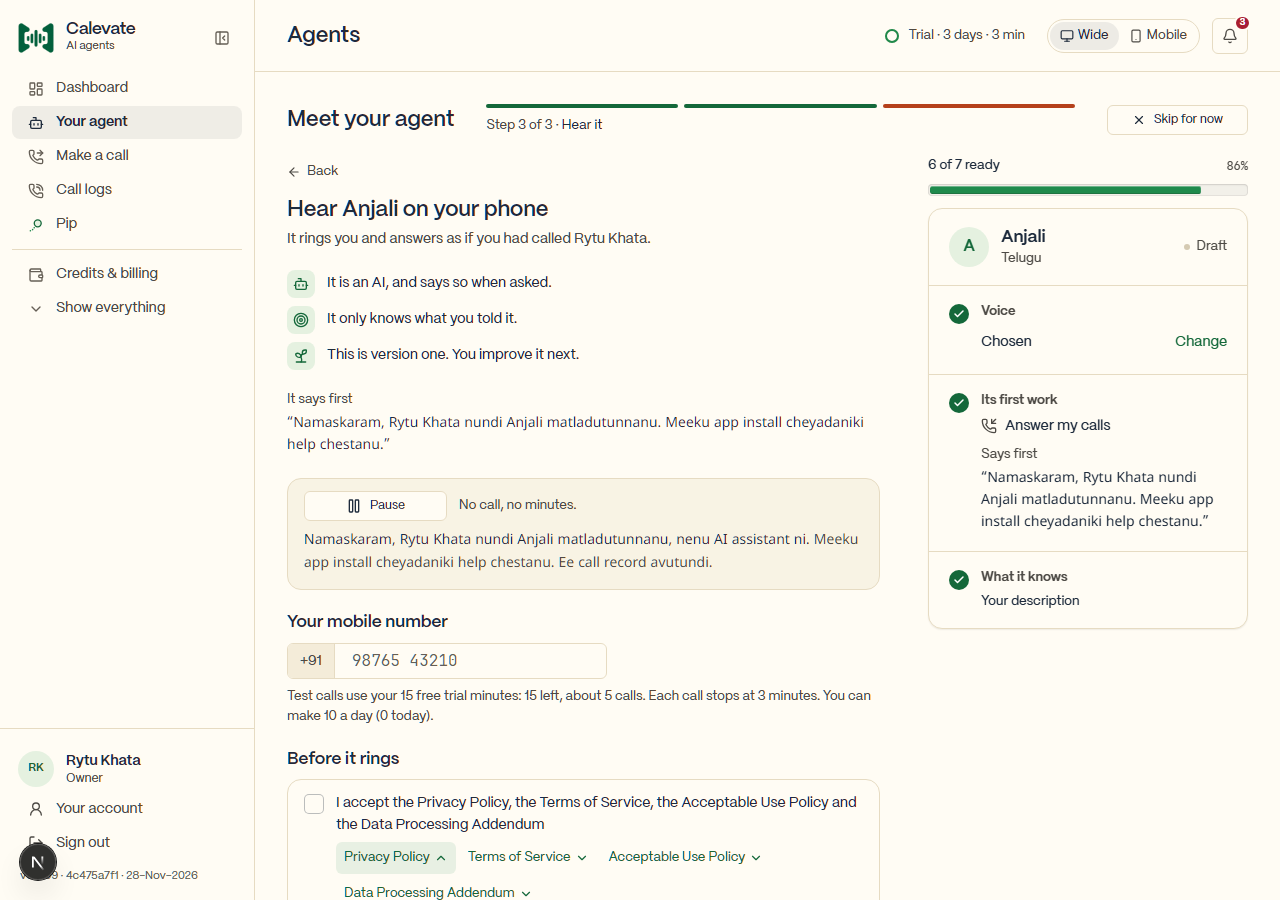 Calevate
AI agents
Dashboard
Your agent
Make a call
Call logs
Pip
Credits & billing
Show everything
Rytu Khata
RK
Owner
Your account
Sign out
N
· 4c475a7f1 · 28-Nov-2026
Agents
Trial · 3 days · 3 min
Wide
Mobile
3
Meet your agent
Step 3 of 3 · Hear it
Skip for now
Back
Hear Anjali on your phone
It rings you and answers as if you had called Rytu Khata.
It is an AI, and says so when asked.
It only knows what you told it.
This is version one. You improve it next.
It says first
“Namaskaram, Rytu Khata nundi Anjali matladutunnanu. Meeku app install cheyadaniki
help chestanu.”
Pause
No call, no minutes.
Namaskaram, Rytu Khata nundi Anjali matladutunnanu, nenu AI assistant ni. Meeku
app install cheyadaniki help chestanu. Ee call record avutundi.
Your mobile number
+91 98765 43210
Test calls use your 15 free trial minutes: 15 left, about 5 calls. Each call stops at 3 minutes. You can
make 10 a day (0 today).
Before it rings
I accept the Privacy Policy, the Terms of Service, the Acceptable Use Policy and
the Data Processing Addendum
Privacy Policy
Terms of Service
Acceptable Use Policy
Data Processing Addendum
6 of 7 ready
86%
A
Anjali
Telugu
Draft
Voice
Chosen
Change
Its first work
Answer my calls
Says first
“Namaskaram, Rytu Khata nundi
Anjali matladutunnanu. Meeku app
install cheyadaniki help chestanu.”
What it knows
Your description